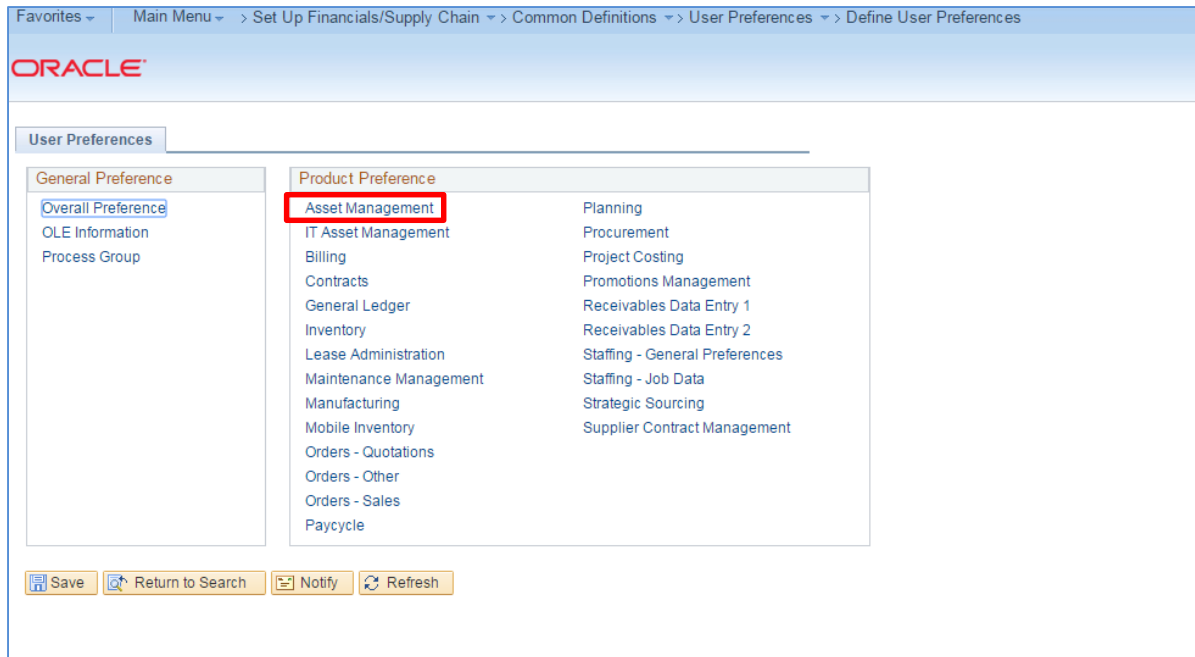 Favorites Main Menu > Set Up Financials/Supply Chain > Common Definitions > User Preferences > Define User Preferences
ORACLE
User Preferences
General Preference
Overall Preference
OLE Information
Process Group
Product Preference
Asset Management Planning
IT Asset Management Procurement
Billing Project Costing
Contracts Promotions Management
General Ledger Receivables Data Entry 1
Inventory Receivables Data Entry 2
Lease Administration Staffing - General Preferences
Maintenance Management Staffing - Job Data
Manufacturing Strategic Sourcing
Mobile Inventory Supplier Contract Management
Orders - Quotations
Orders - Other
Orders - Sales
Paycycle
Save Return to Search Notify Refresh